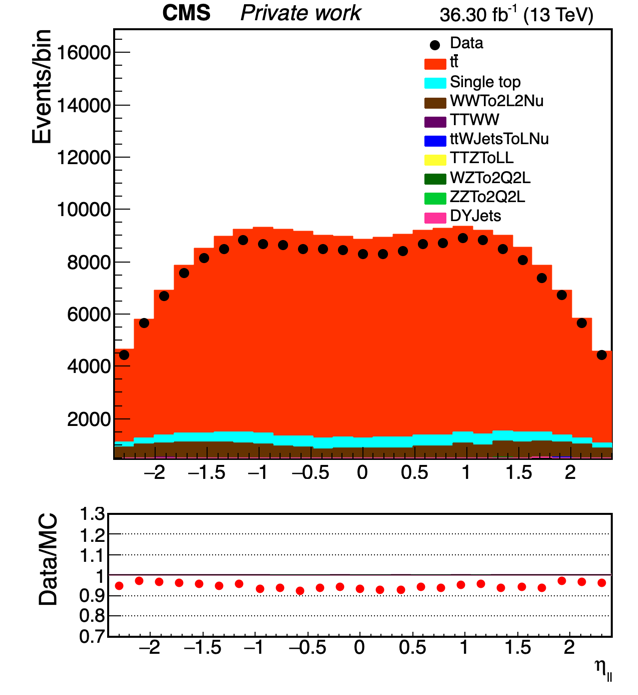 CMS Private work 36.30 fb⁻¹ (13 TeV)
Events/bin
16000
14000
12000
10000
8000
6000
4000
2000
Data
tt̄
Single top
WWTo2L2Nu
TTWW
ttWJetsToLNu
TTZToLL
WZTo2Q2L
ZZTo2Q2L
DYJets
−2 −1.5 −1 −0.5 0 0.5 1 1.5 2
Data/MC
1.3
1.2
1.1
1
0.9
0.8
0.7
−2 −1.5 −1 −0.5 0 0.5 1 1.5 2
η_ll